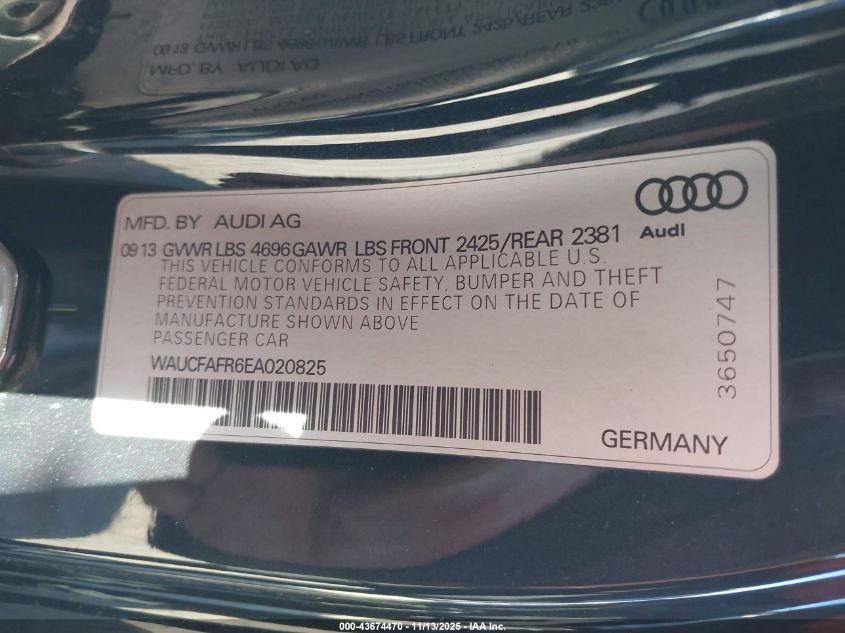 MFD. BY AUDI AG
Audi
09 13 GVWR LBS 4696 GAWR LBS FRONT 2425/REAR 2381
THIS VEHICLE CONFORMS TO ALL APPLICABLE U.S.
FEDERAL MOTOR VEHICLE SAFETY, BUMPER AND THEFT
PREVENTION STANDARDS IN EFFECT ON THE DATE OF
MANUFACTURE SHOWN ABOVE
PASSENGER CAR
WAUCFAFR6EA020825
3650747
GERMANY
000-43674470 - 11/13/2025 - IAA Inc.